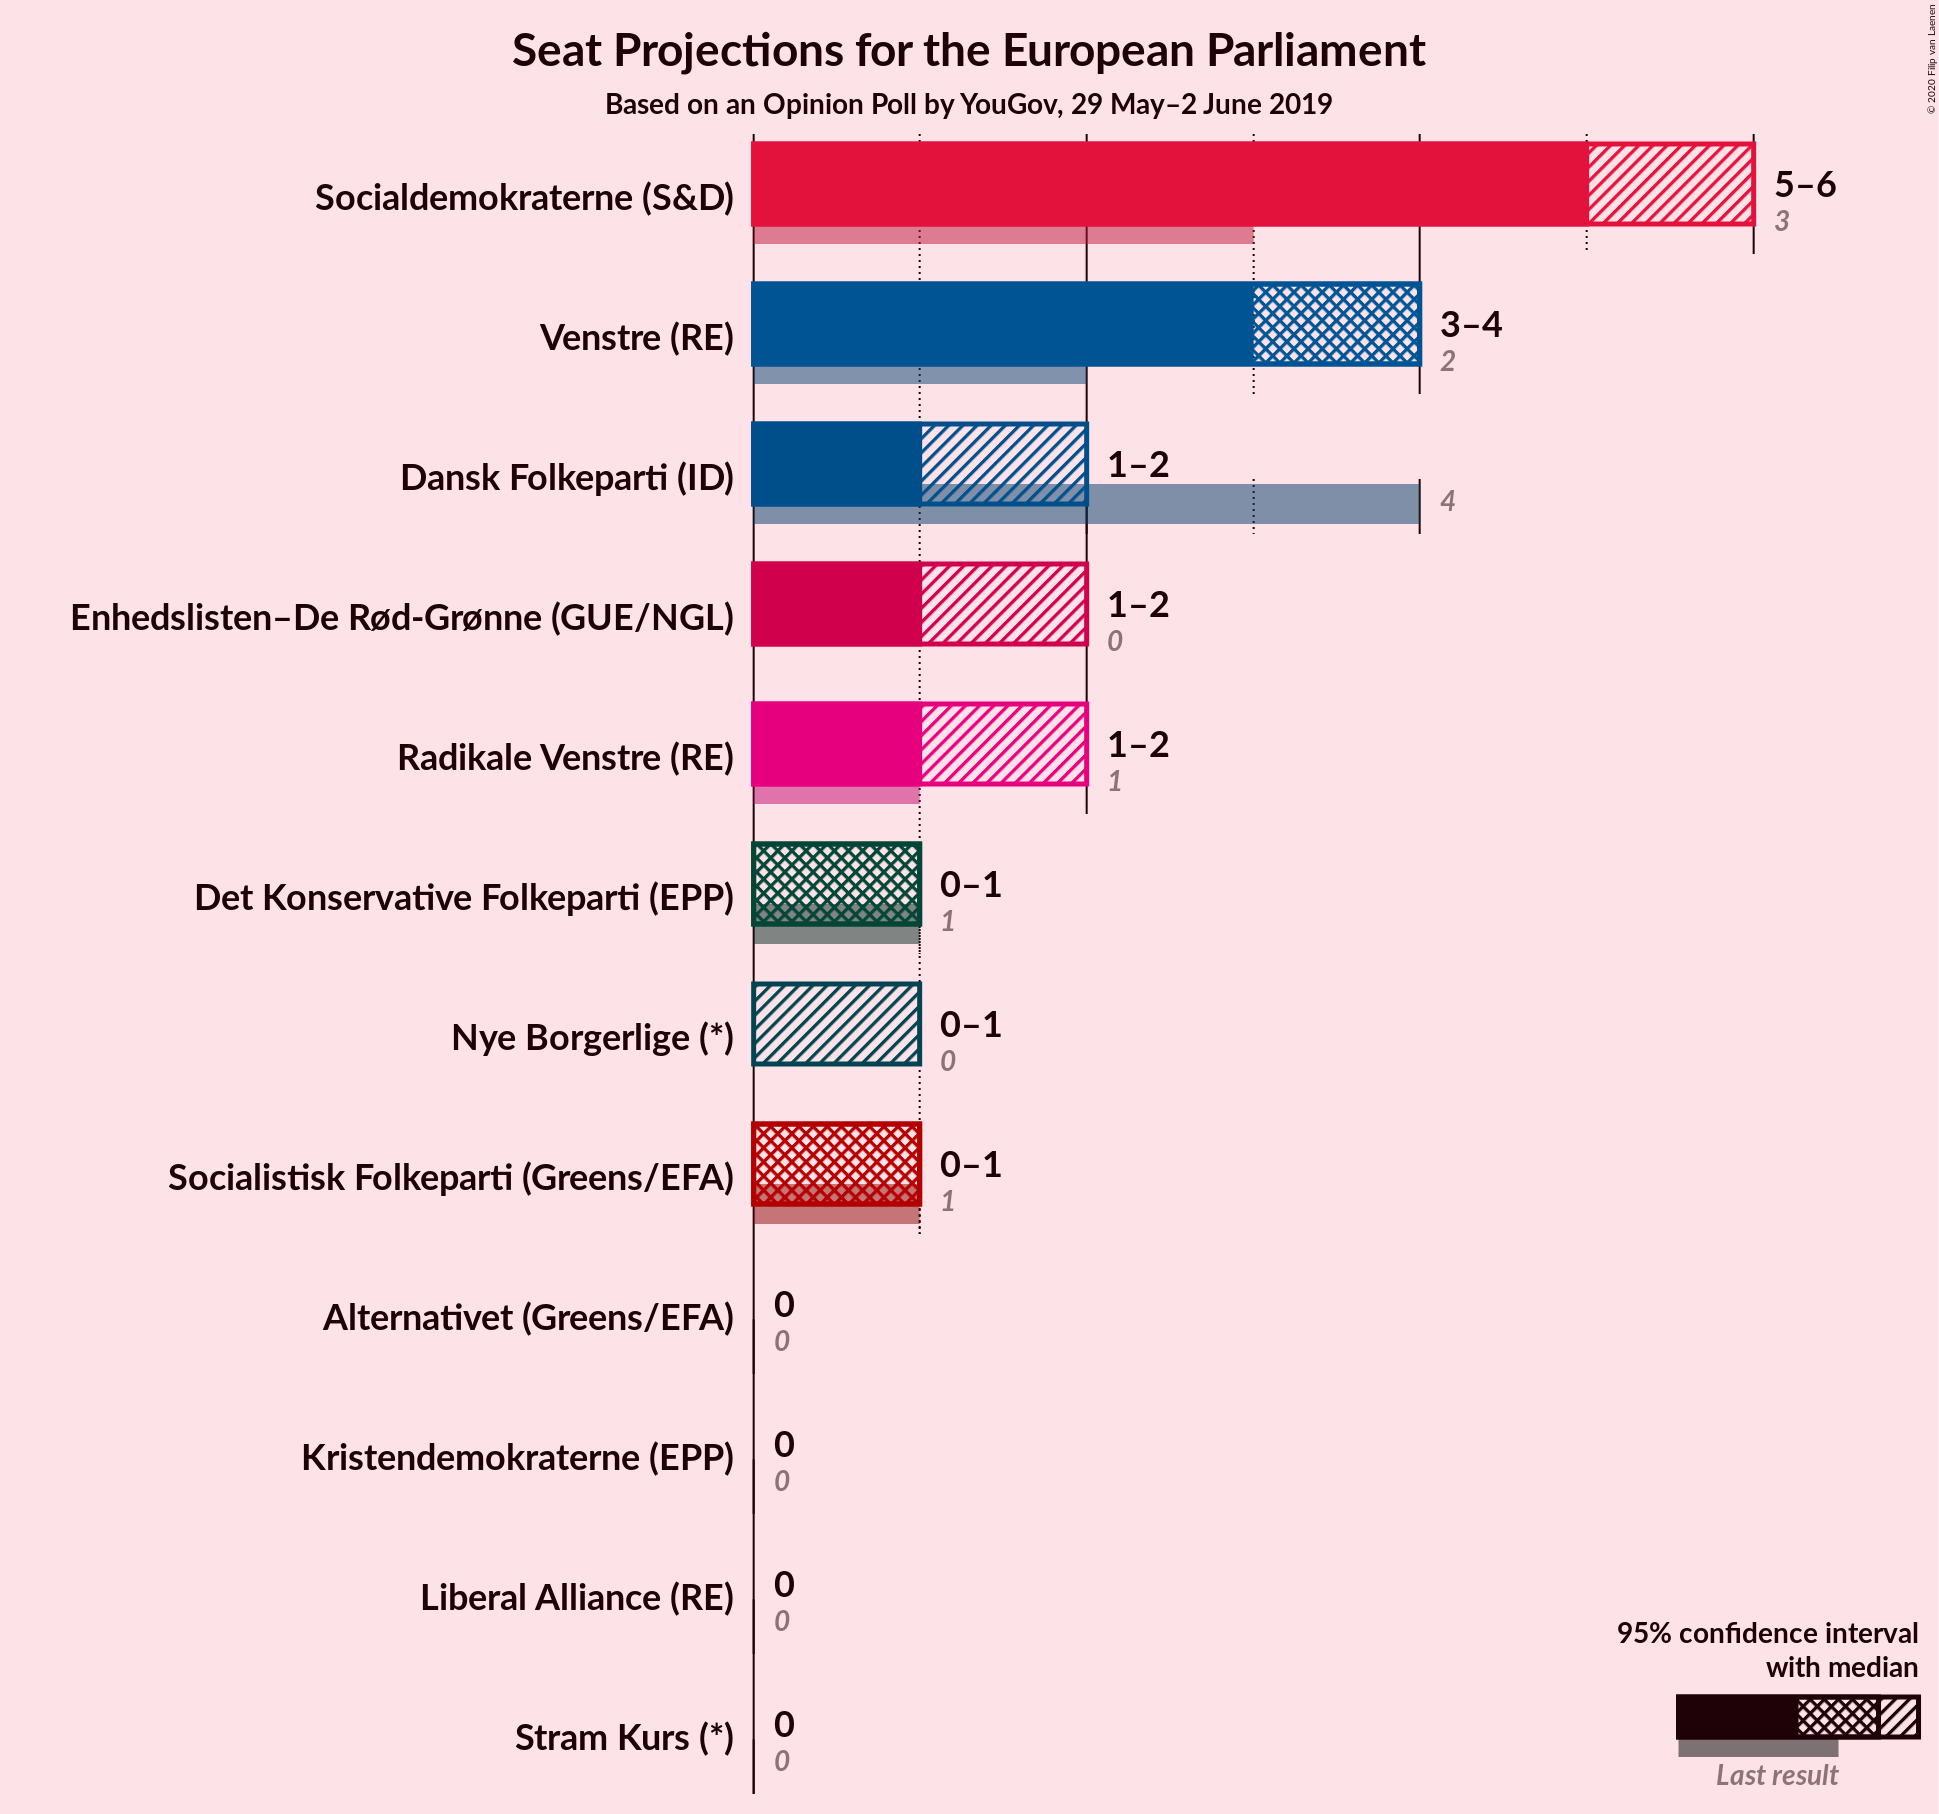 Seat Projections for the European Parliament
Based on an Opinion Poll by YouGov, 29 May–2 June 2019
© 2020 Filip van Laenen
Socialdemokraterne (S&D)
5–6
3
Venstre (RE)
3–4
2
Dansk Folkeparti (ID)
1–2
4
Enhedslisten–De Rød-Grønne (GUE/NGL)
1–2
0
Radikale Venstre (RE)
1–2
1
Det Konservative Folkeparti (EPP)
0–1
1
Nye Borgerlige (*)
0–1
0
Socialistisk Folkeparti (Greens/EFA)
0–1
1
Alternativet (Greens/EFA)
0
0
Kristendemokraterne (EPP)
0
0
Liberal Alliance (RE)
0
0
Stram Kurs (*)
0
0
95% confidence interval
with median
Last result